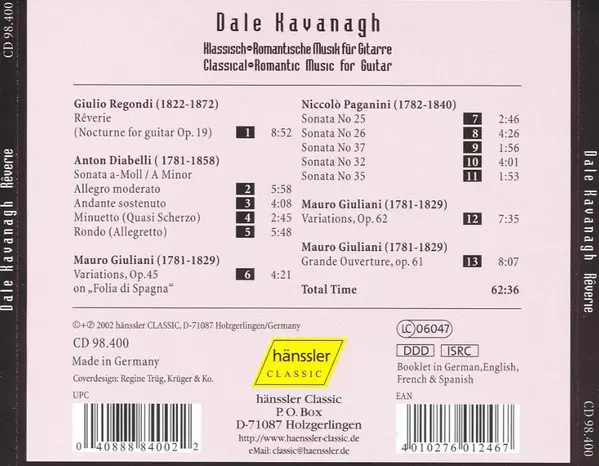 Dale Kavanagh
Klassisch•Romantische Musik für Gitarre
Classical•Romantic Music for Guitar
Giulio Regondi (1822-1872)
Rêverie
(Nocturne for guitar Op. 19) 1 8:52
Anton Diabelli ( 1781-1858)
Sonata a-Moll / A Minor
Allegro moderato 2 5:58
Andante sostenuto 3 4:08
Minuetto (Quasi Scherzo) 4 2:45
Rondo (Allegretto) 5 5:48
Mauro Giuliani (1781-1829)
Variations, Op.45 6 4:21
on „Folia di Spagna“
Niccolò Paganini (1782-1840)
Sonata No 25 7 2:46
Sonata No 26 8 4:26
Sonata No 37 9 1:56
Sonata No 32 10 4:01
Sonata No 35 11 1:53
Mauro Giuliani (1781-1829)
Variations, Op. 62 12 7:35
Mauro Giuliani (1781-1829)
Grande Ouverture, op. 61 13 8:07
Total Time 62:36
©+℗ 2002 hänssler CLASSIC, D-71087 Holzgerlingen/Germany
CD 98.400
Made in Germany
Coverdesign: Regine Trüg, Krüger & Ko.
UPC
0 40888 84002 2
hänssler
CLASSIC
hänssler Classic
P. O. Box
D-71087 Holzgerlingen
http://www.haenssler-classic.de
eMail: classic@haenssler.de
LC 06047
DDD ISRC
Booklet in German,English,
French & Spanish
EAN
4 010276 012467
CD 98.400
Dale Kavanagh Rêverie
Dale Kavanagh Rêverie
CD 98.400